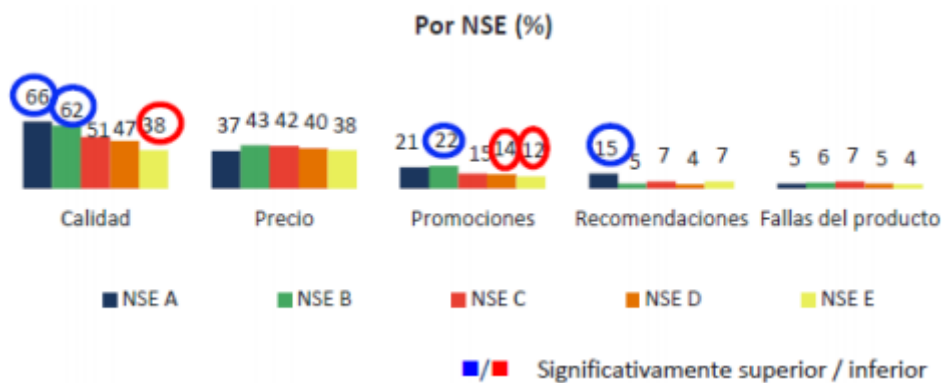 Por NSE (%)
66 62 51 47 38
37 43 42 40 38
21 22 15 14 12
15 5 7 4 7
5 6 7 5 4
Calidad Precio Promociones Recomendaciones Fallas del producto
NSE A NSE B NSE C NSE D NSE E
/ Significativamente superior / inferior